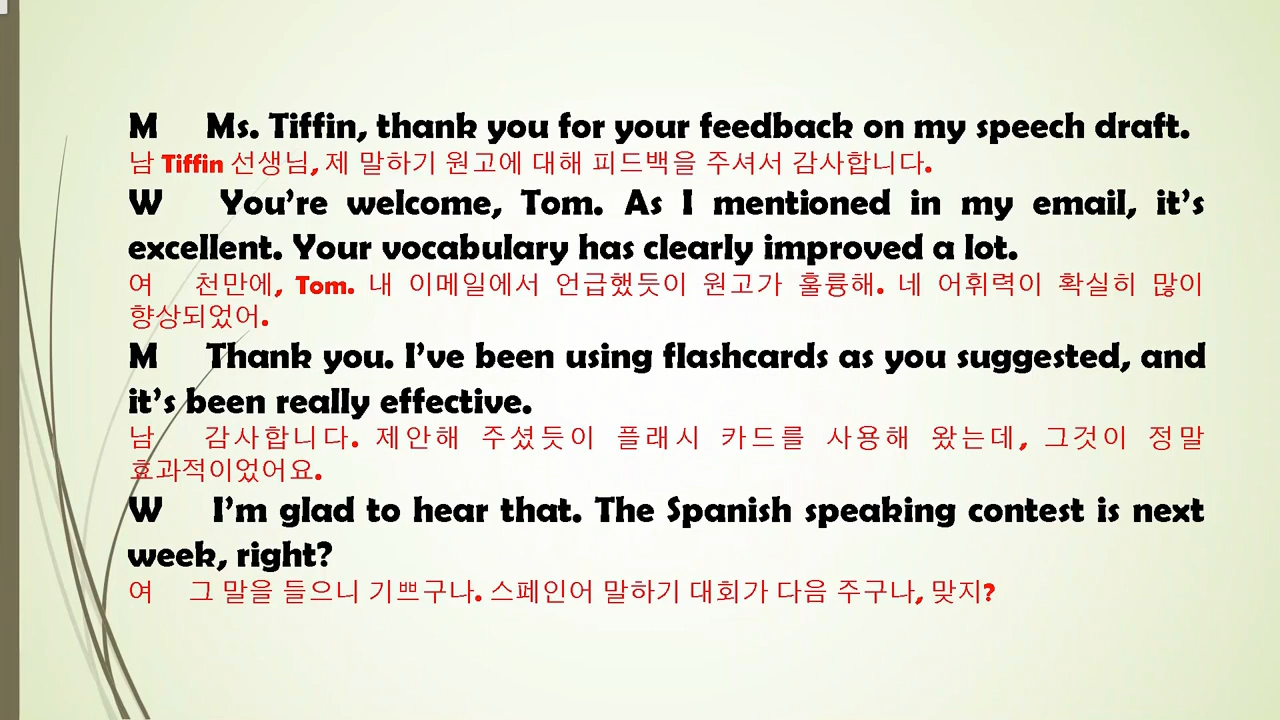 M Ms. Tiffin, thank you for your feedback on my speech draft.
남 Tiffin 선생님, 제 말하기 원고에 대해 피드백을 주셔서 감사합니다.
W You’re welcome, Tom. As I mentioned in my email, it’s
excellent. Your vocabulary has clearly improved a lot.
여 천만에, Tom. 내 이메일에서 언급했듯이 원고가 훌륭해. 네 어휘력이 확실히 많이
향상되었어.
M Thank you. I’ve been using flashcards as you suggested, and
it’s been really effective.
남 감사합니다. 제안해 주셨듯이 플래시 카드를 사용해 왔는데, 그것이 정말
효과적이었어요.
W I’m glad to hear that. The Spanish speaking contest is next
week, right?
여 그 말을 들으니 기쁘구나. 스페인어 말하기 대회가 다음 주구나, 맞지?